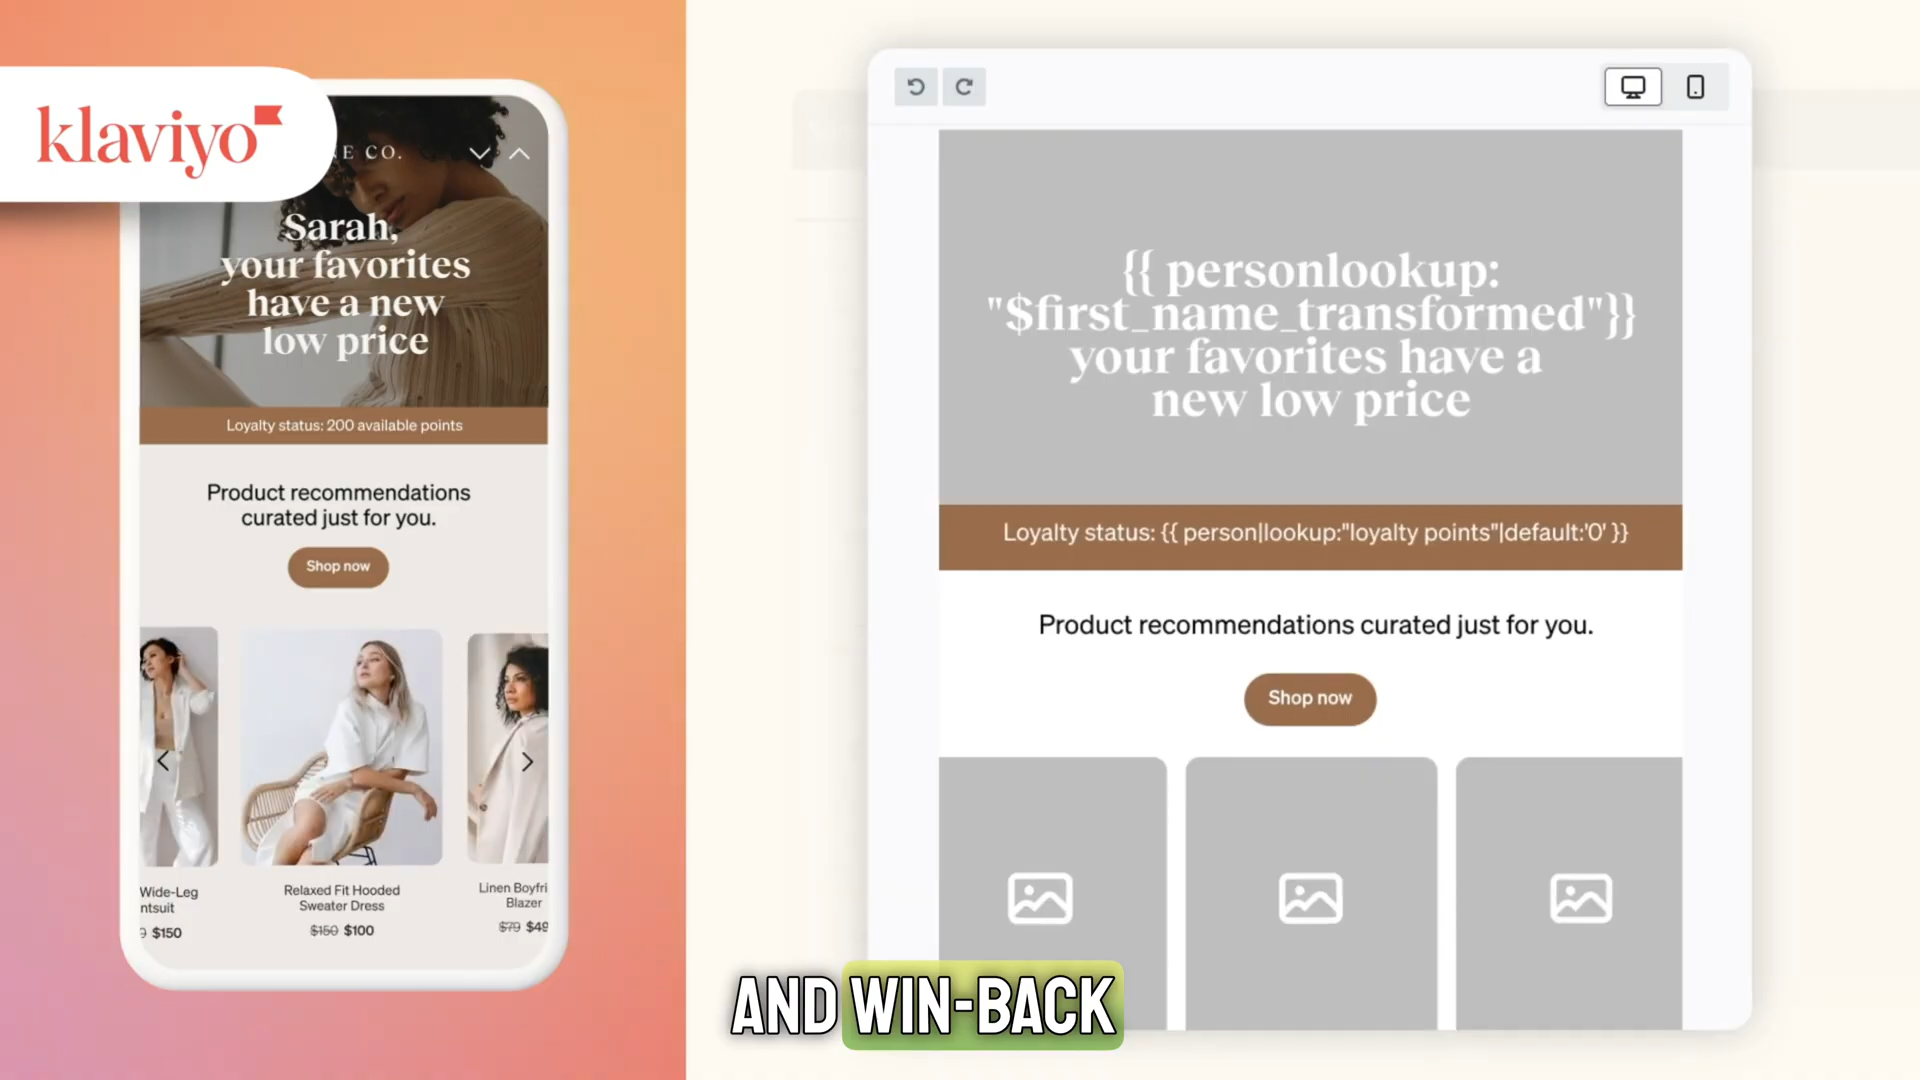 klaviyo
NE CO.
Sarah,
your favorites
have a new
low price
Loyalty status: 200 available points
Product recommendations
curated just for you.
Shop now
Wide-Leg
ntsuit
$150
Relaxed Fit Hooded
Sweater Dress
$150 $100
Linen Boyfri
Blazer
$79 $49
{{ personlookup:
"$first_name_transformed"}}
your favorites have a
new low price
Loyalty status: {{ person|lookup:"loyalty points"|default:'0' }}
Product recommendations curated just for you.
Shop now
AND WIN-BACK